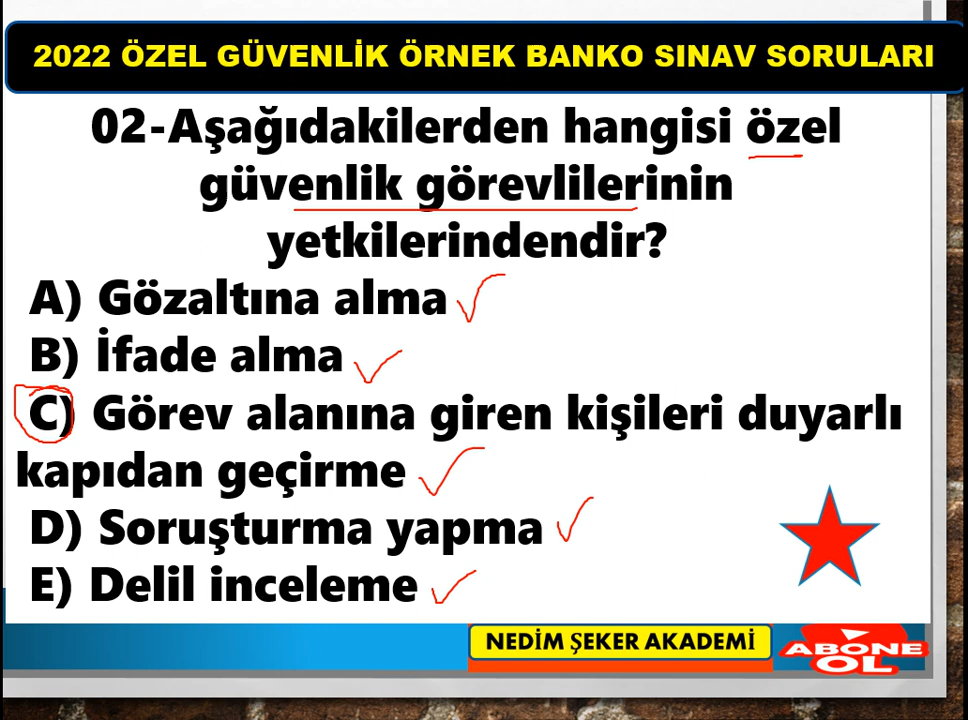 2022 ÖZEL GÜVENLİK ÖRNEK BANKO SINAV SORULARI
02-Aşağıdakilerden hangisi özel
güvenlik görevlilerinin
yetkilerindendir?
A) Gözaltına alma
B) İfade alma
C) Görev alanına giren kişileri duyarlı
kapıdan geçirme
D) Soruşturma yapma
E) Delil inceleme
NEDİM ŞEKER AKADEMİ
ABONE
OL